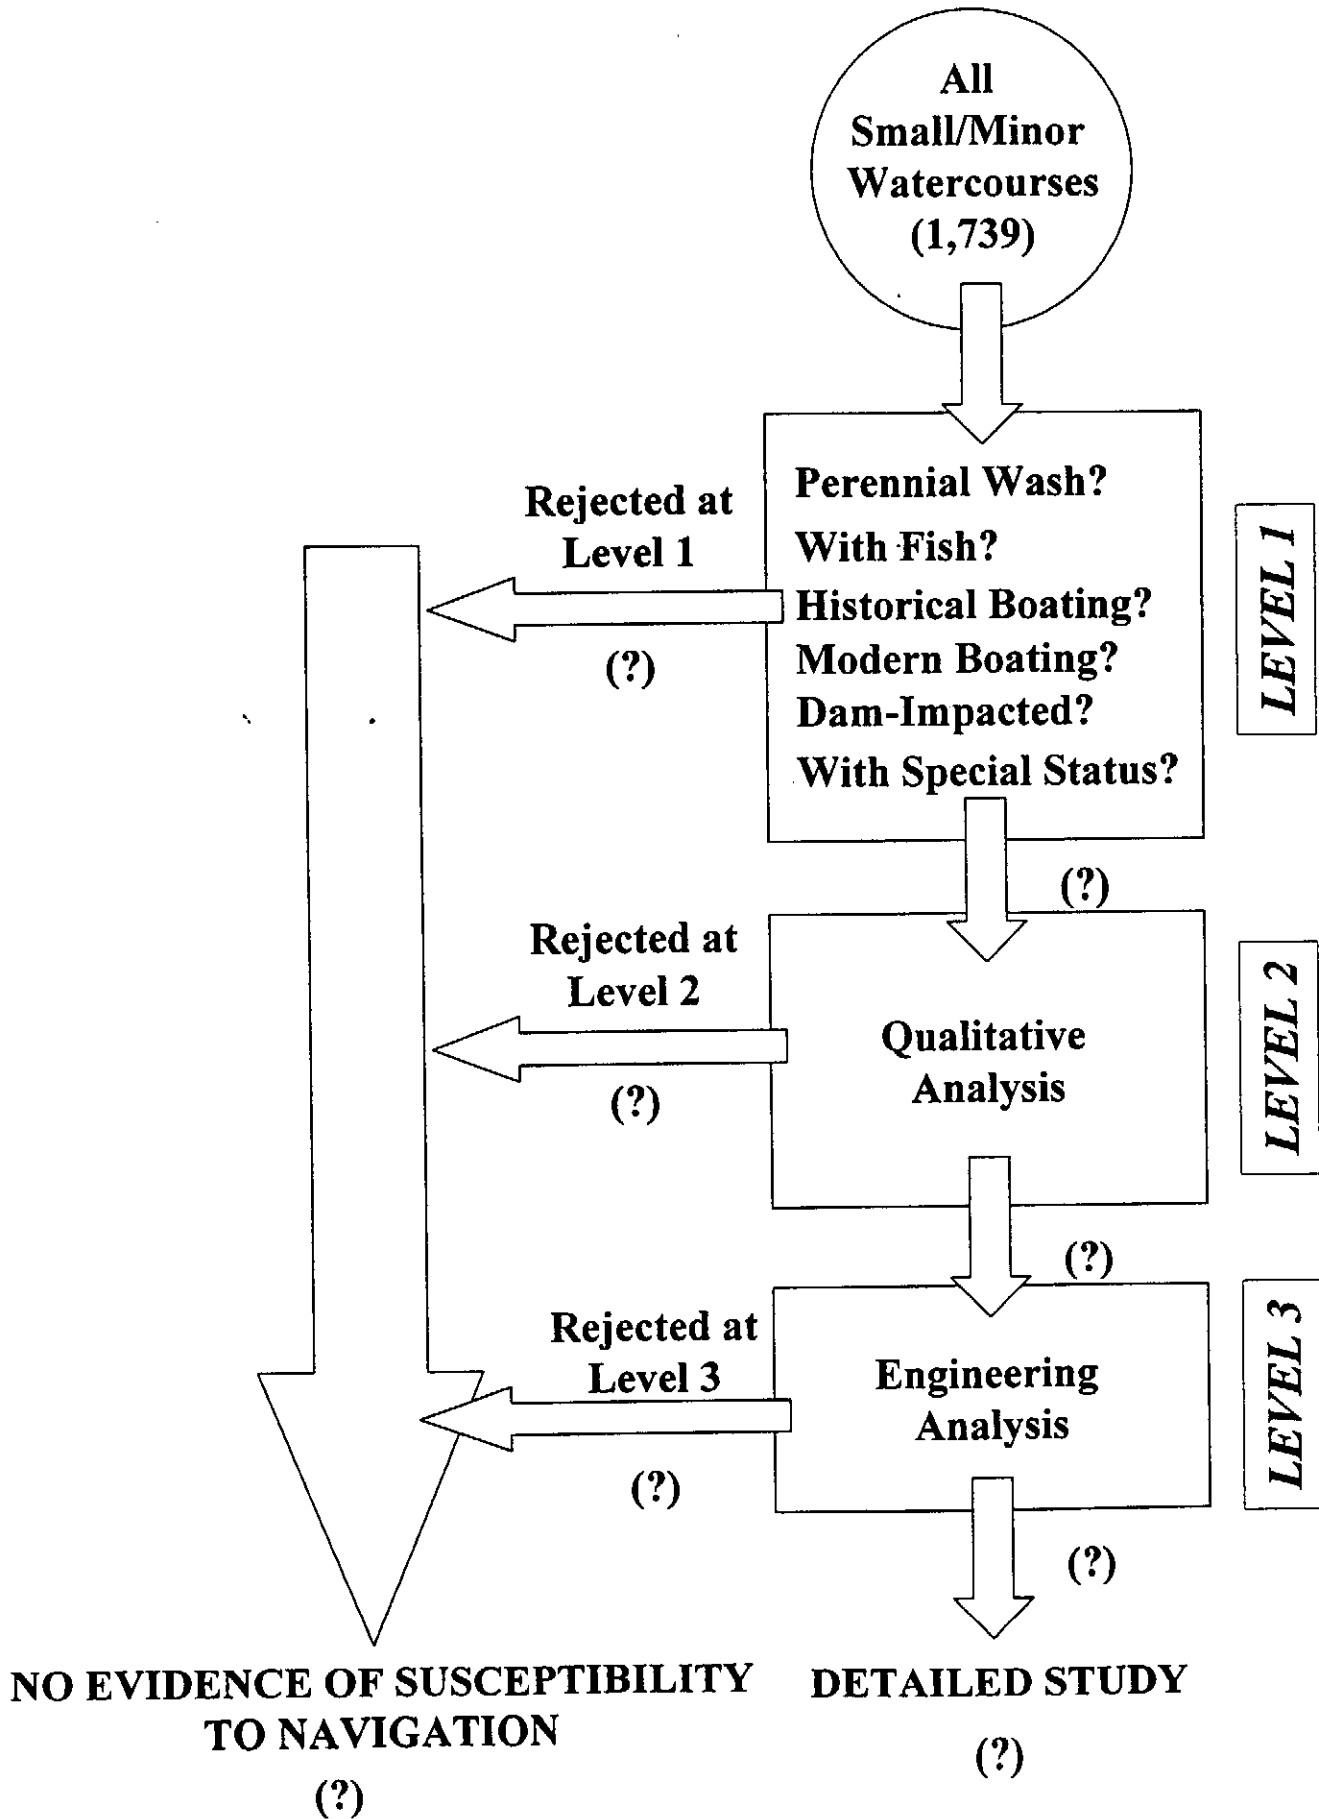 All
Small/Minor
Watercourses
(1,739)
Rejected at
Level 1
(?)
Perennial Wash?
With Fish?
Historical Boating?
Modern Boating?
Dam-Impacted?
With Special Status?
LEVEL 1
(?)
Rejected at
Level 2
(?)
Qualitative
Analysis
LEVEL 2
(?)
Rejected at
Level 3
(?)
Engineering
Analysis
LEVEL 3
(?)
NO EVIDENCE OF SUSCEPTIBILITY
TO NAVIGATION
(?)
DETAILED STUDY
(?)